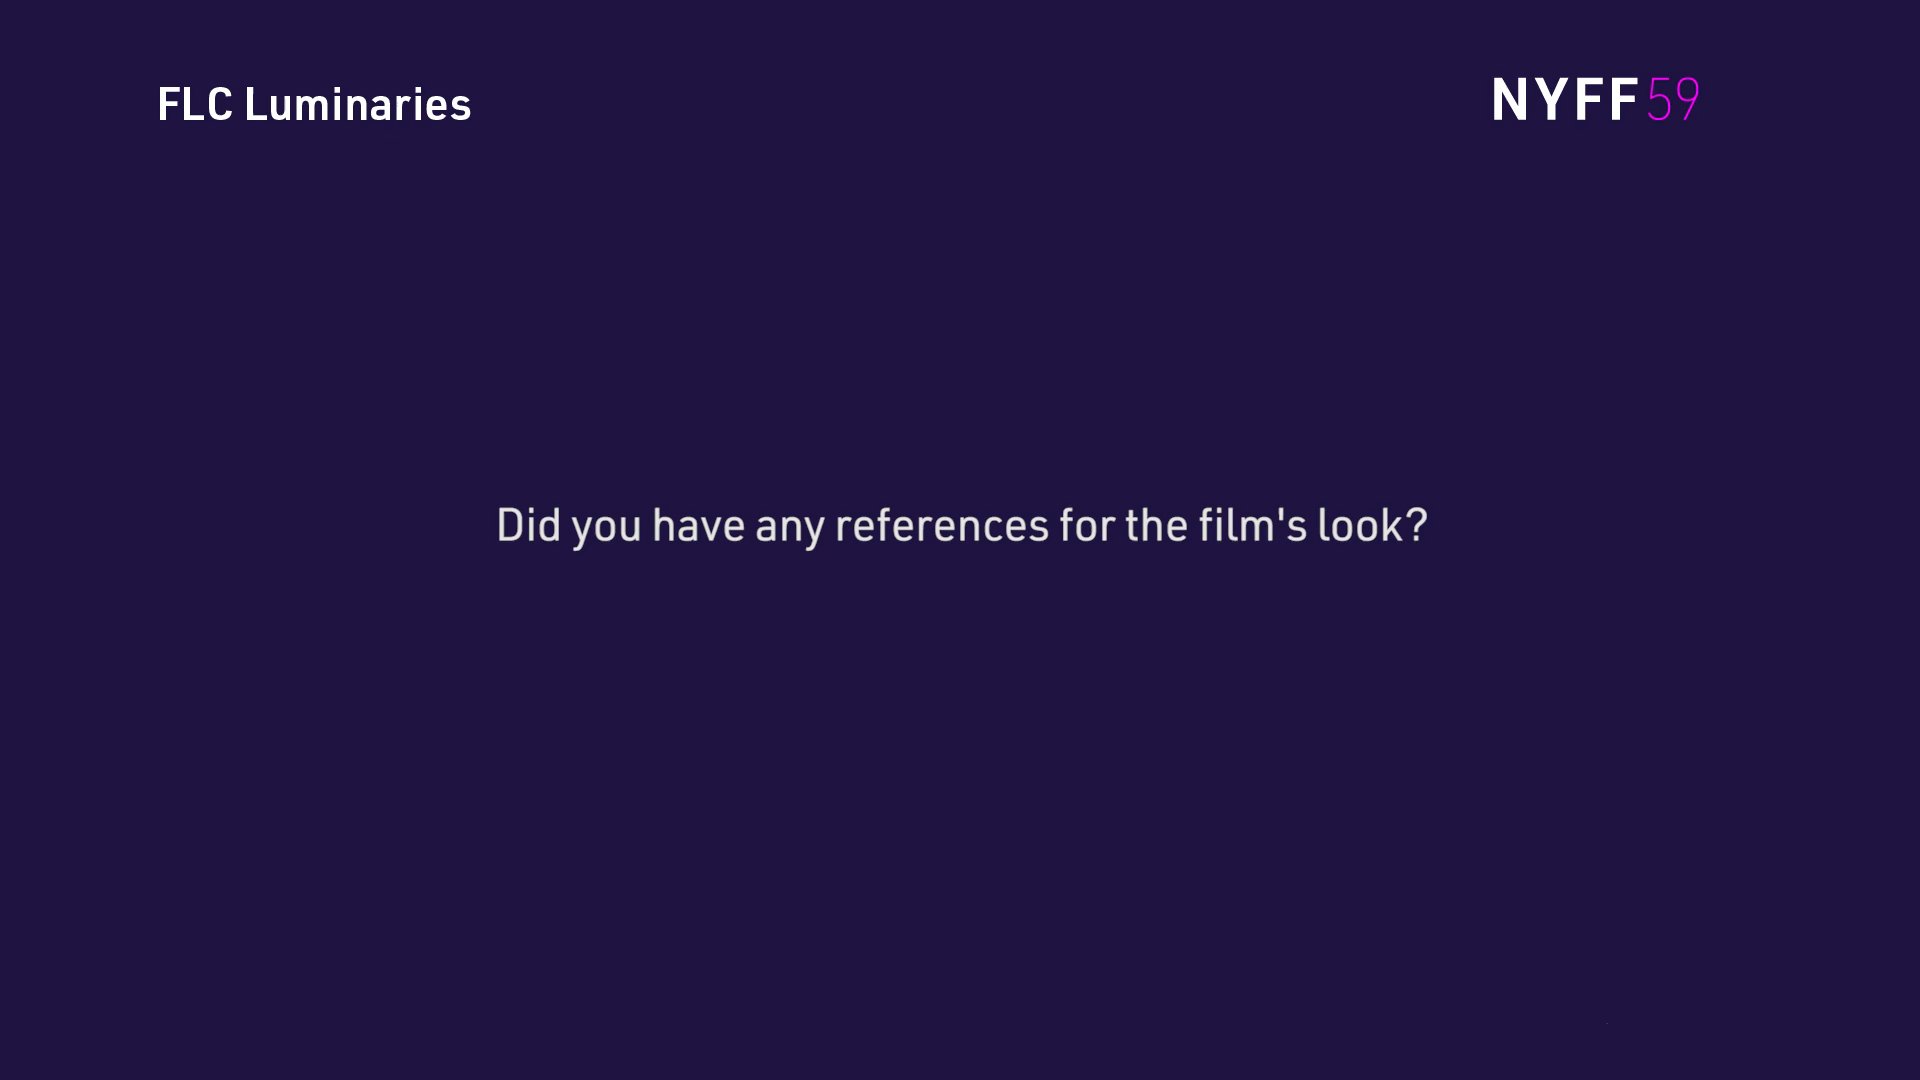 FLC Luminaries
NYFF59
Did you have any references for the film's look?